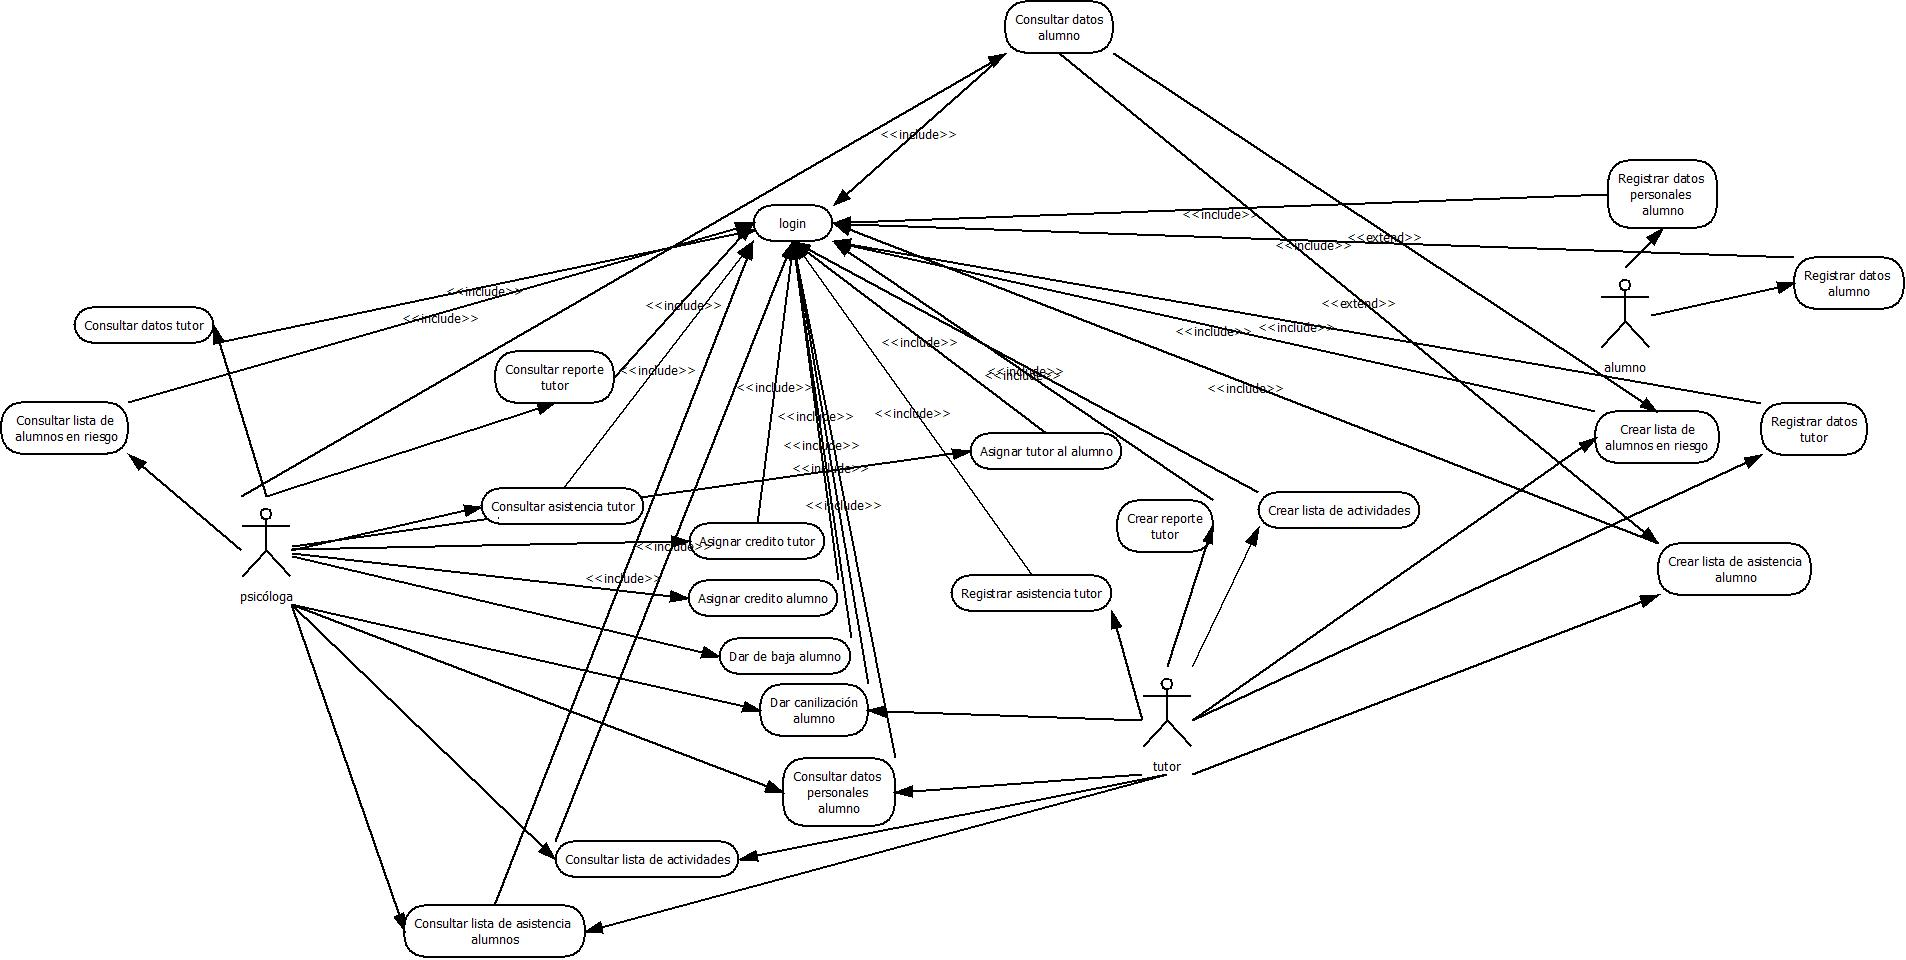 Consultar datos
alumno
<<include>>
Registrar datos
personales
alumno
<<include>>
login
<<extend>>
<<include>>
Registrar datos
alumno
<<include>>
<<include>>
<<extend>>
Consultar datos tutor
<<include>>
<<include>>
<<include>>
<<include>>
alumno
Consultar reporte
tutor
<<include>>
<<include>>
<<include>>
<<include>>
<<include>>
<<include>>
Consultar lista de
alumnos en riesgo
<<include>>
<<include>>
Crear lista de
alumnos en riesgo
Registrar datos
tutor
<<include>>
Asignar tutor al alumno
<<include>>
Consultar asistencia tutor
<<include>>
Crear lista de actividades
Crear reporte
tutor
Asignar credito tutor
<<include>>
Crear lista de asistencia
alumno
<<include>>
psicóloga
Asignar credito alumno
Registrar asistencia tutor
Dar de baja alumno
Dar canilización
alumno
tutor
Consultar datos
personales
alumno
Consultar lista de actividades
Consultar lista de asistencia
alumnos